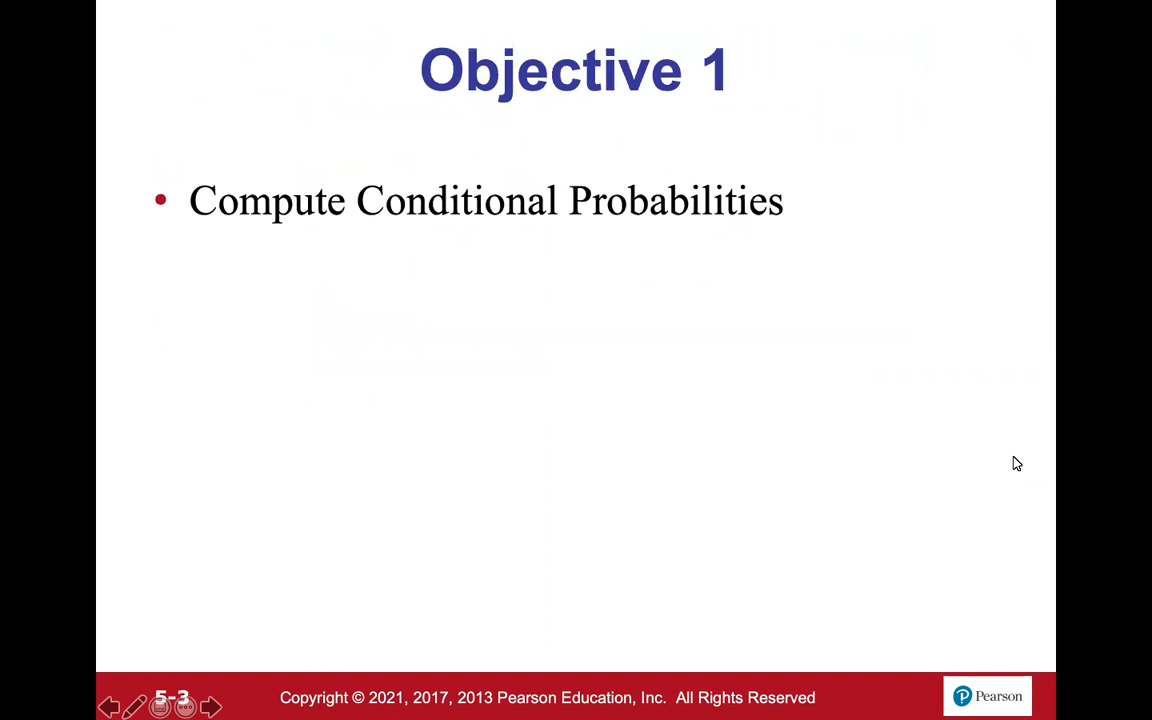 Objective 1
• Compute Conditional Probabilities
5-3
Copyright © 2021, 2017, 2013 Pearson Education, Inc. All Rights Reserved
Pearson